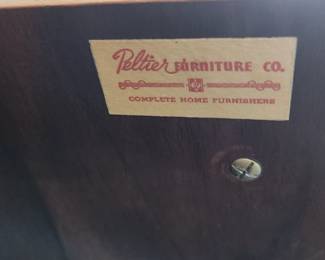 Peltier FURNITURE CO.
COMPLETE HOME FURNISHERS